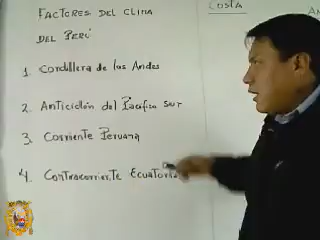 FACTORES DEL CLIMA
DEL PERÚ
1. Cordillera de los Andes
2. Anticiclón del Pacífico Sur
3. Corriente Peruana
4. Contracorriente Ecuatorial
COSTA